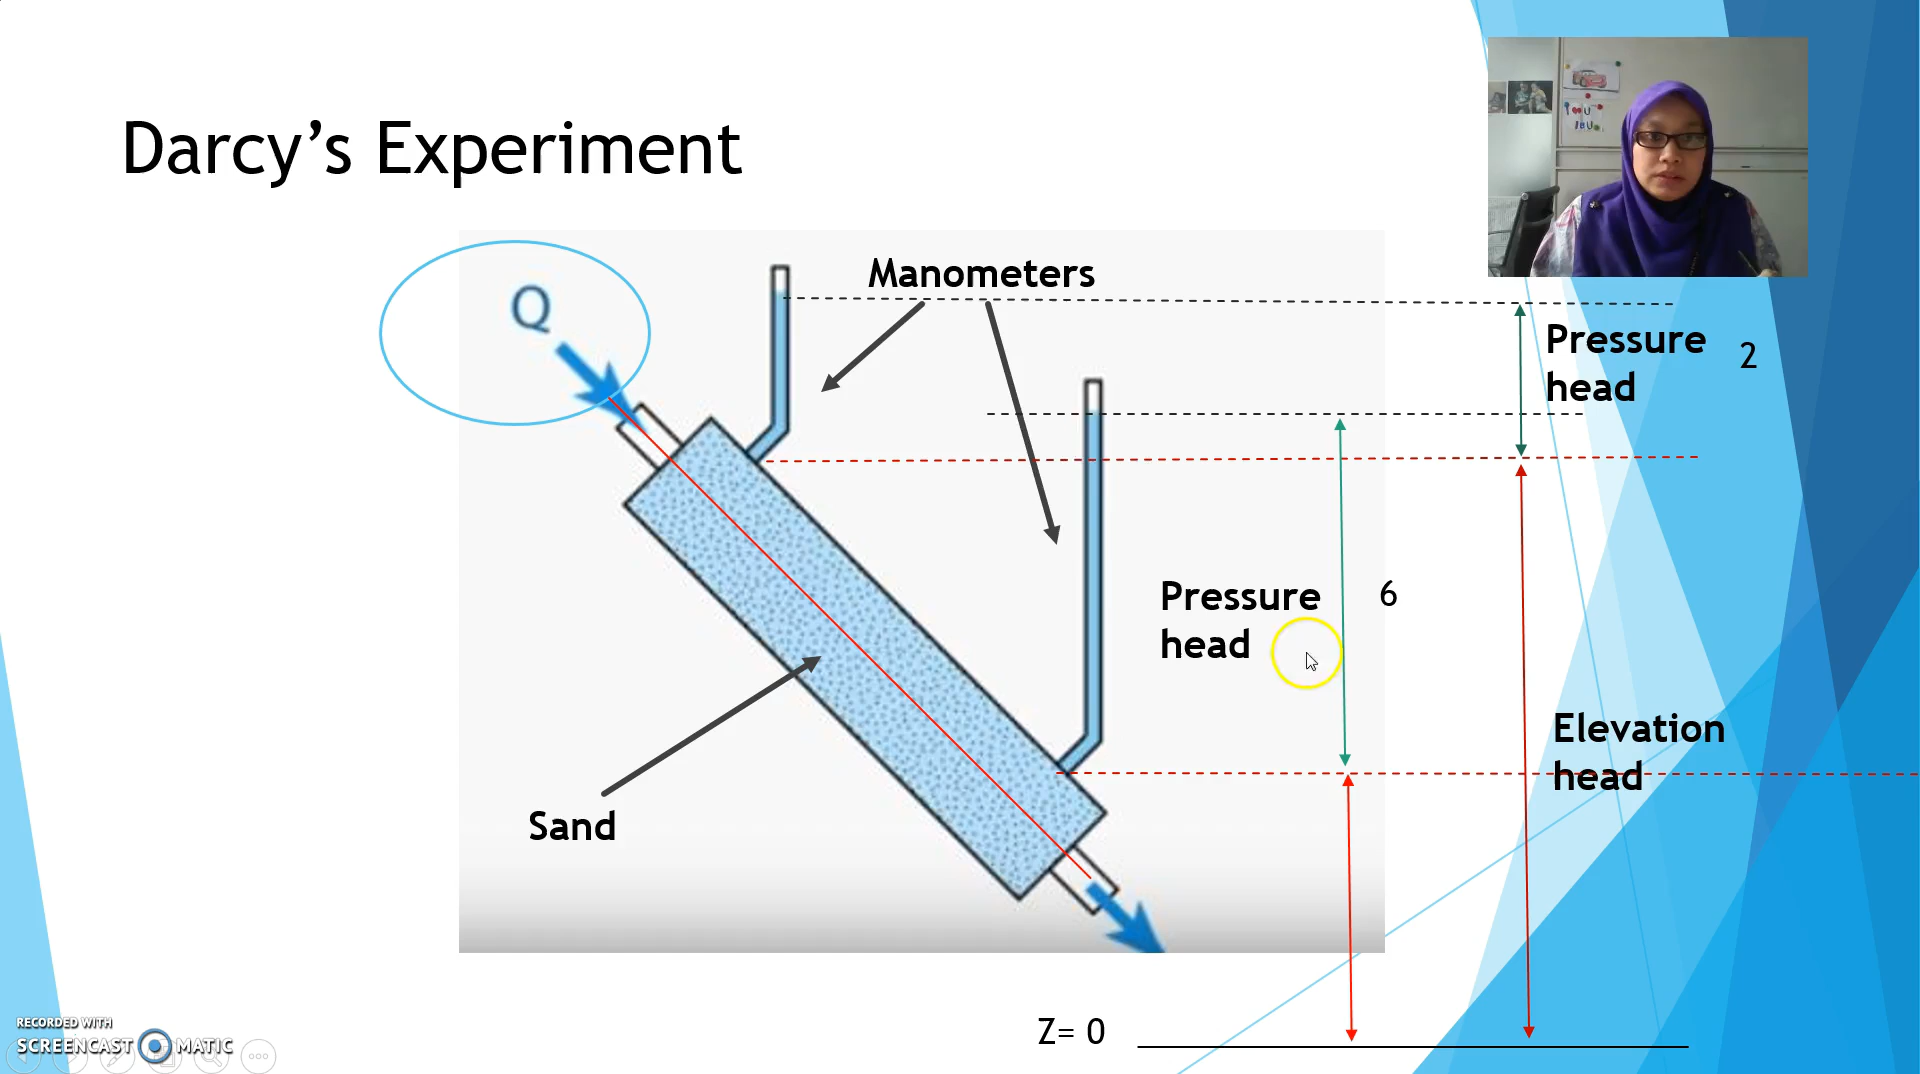 Darcy’s Experiment
Q
Manometers
Pressure
head
2
Pressure
head
6
Elevation
head
Sand
Z= 0
RECORDED WITH
SCREENCAST MATIC